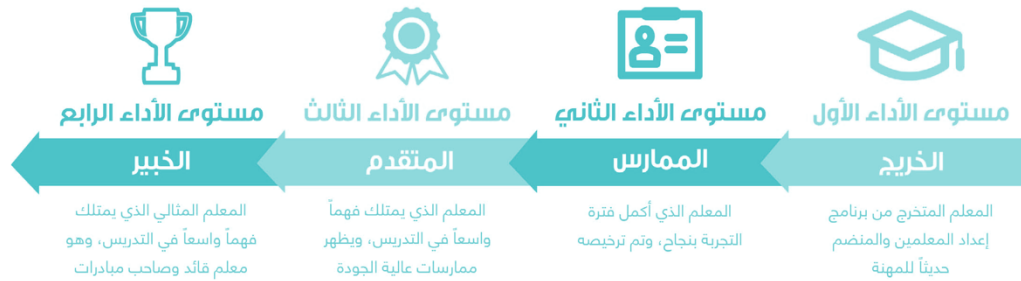 مستوى الأداء الأول
الخريج
المعلم المتخرج من برنامج
إعداد المعلمين والمنضم
حديثاً للمهنة
مستوى الأداء الثاني
الممارس
المعلم الذي أكمل فترة
التجربة بنجاح، وتم ترخيصه
مستوى الأداء الثالث
المتقدم
المعلم الذي يمتلك فهماً
واسعاً في التدريس، ويظهر
ممارسات عالية الجودة
مستوى الأداء الرابع
الخبير
المعلم المثالي الذي يمتلك
فهماً واسعاً في التدريس، وهو
معلم قائد وصاحب مبادرات